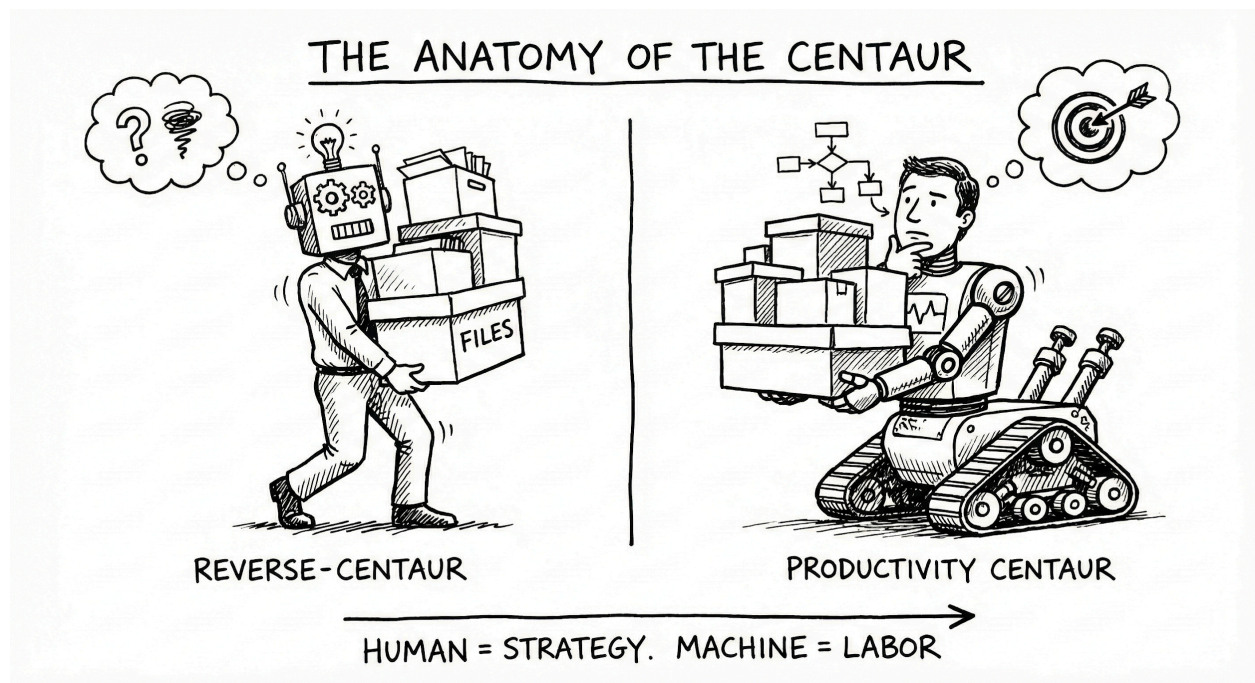 THE ANATOMY OF THE CENTAUR
?
FILES
REVERSE-CENTAUR
PRODUCTIVITY CENTAUR
HUMAN = STRATEGY. MACHINE = LABOR